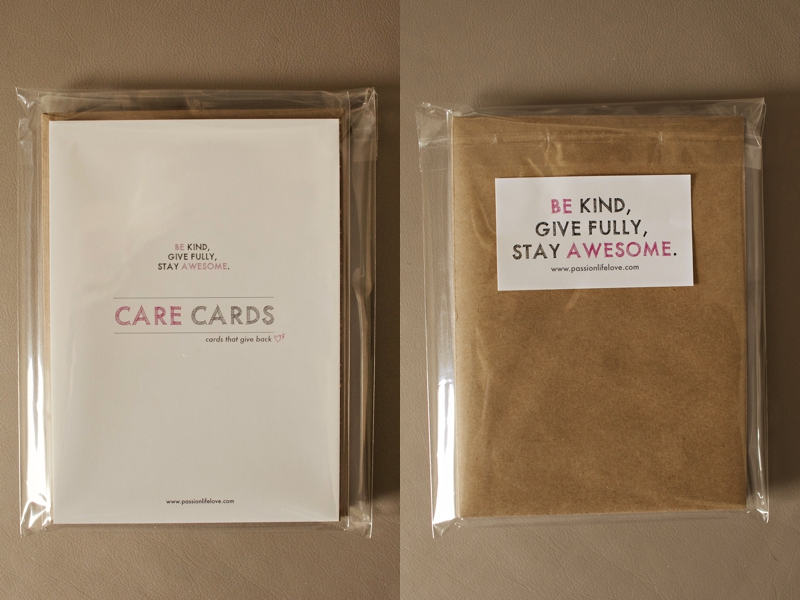 BE KIND,
GIVE FULLY,
STAY AWESOME.
CARE CARDS
cards that give back
www.passionlifelove.com
BE KIND,
GIVE FULLY,
STAY AWESOME.
www.passionlifelove.com